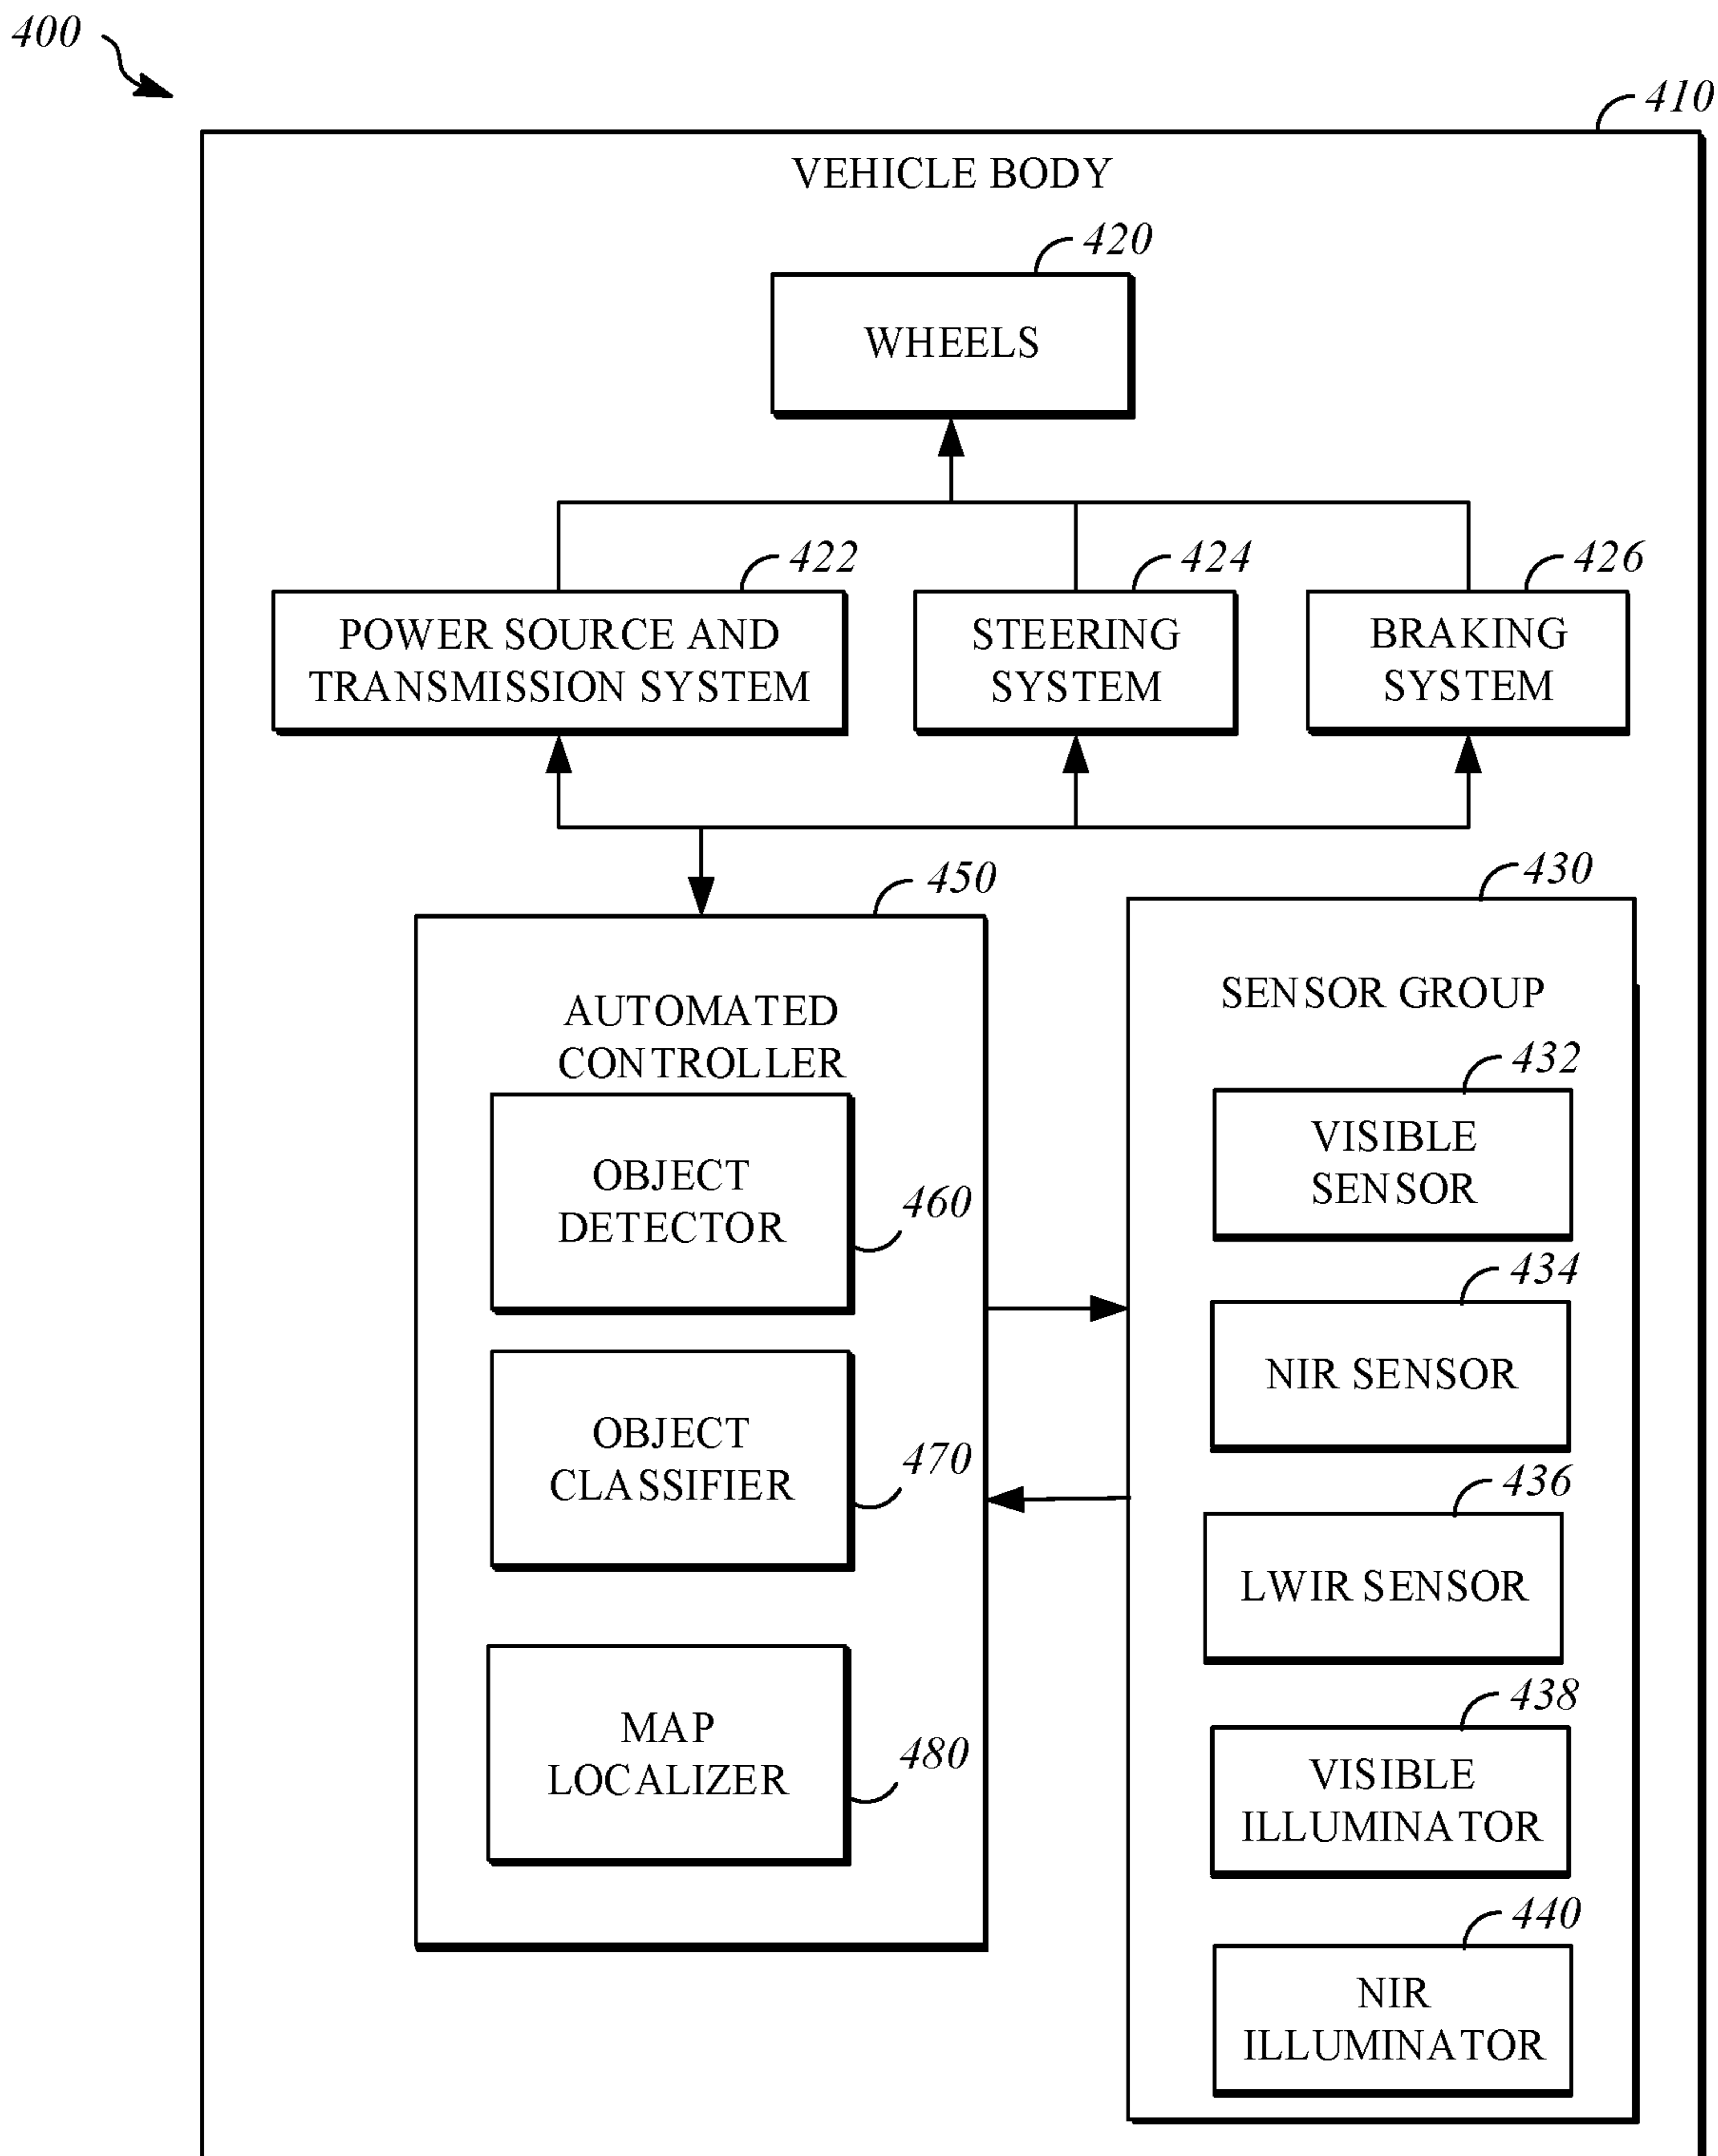 400
410
VEHICLE BODY
420
WHEELS
422
424
426
POWER SOURCE AND
TRANSMISSION SYSTEM
STEERING
SYSTEM
BRAKING
SYSTEM
450
430
AUTOMATED
CONTROLLER
OBJECT
DETECTOR
460
OBJECT
CLASSIFIER
470
MAP
LOCALIZER
480
SENSOR GROUP
432
VISIBLE
SENSOR
434
NIR SENSOR
436
LWIR SENSOR
438
VISIBLE
ILLUMINATOR
440
NIR
ILLUMINATOR